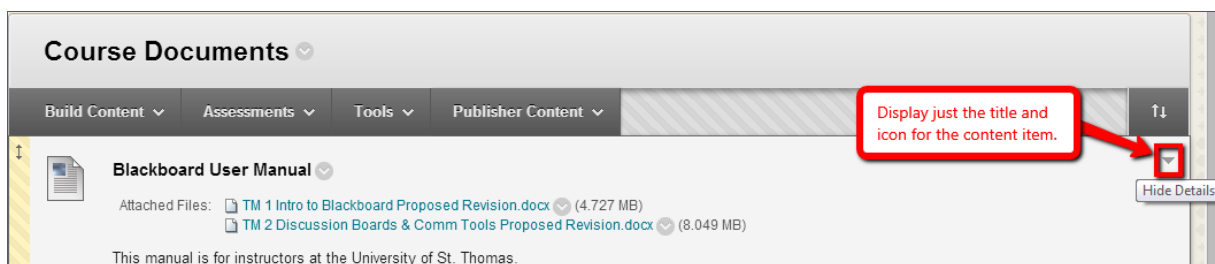 Course Documents
Build Content Assessments Tools Publisher Content
Display just the title and
icon for the content item.
Blackboard User Manual
Hide Details
Attached Files: TM 1 Intro to Blackboard Proposed Revision.docx (4.727 MB)
TM 2 Discussion Boards & Comm Tools Proposed Revision.docx (8.049 MB)
This manual is for instructors at the University of St. Thomas.